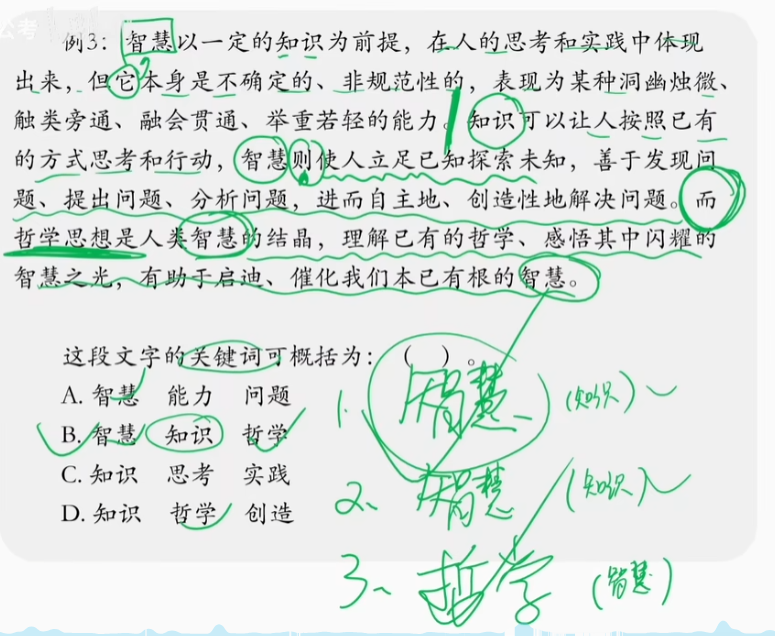 公考
例3：智慧以一定的知识为前提，在人的思考和实践中体现
出来，但它本身是不确定的、非规范性的，表现为某种洞幽烛微、
触类旁通、融会贯通、举重若轻的能力。知识可以让人按照已有
的方式思考和行动，智慧则使人立足已知探索未知，善于发现问
题、提出问题、分析问题，进而自主地、创造性地解决问题。而
哲学思想是人类智慧的结晶，理解已有的哲学、感悟其中闪耀的
智慧之光，有助于启迪、催化我们本已有根的智慧。
这段文字的关键词可概括为：（ ）。
A. 智慧 能力 问题
B. 智慧 知识 哲学
C. 知识 思考 实践
D. 知识 哲学 创造
1. 智慧 (知识)
2、智慧 (知识)
3、哲学 (智慧)